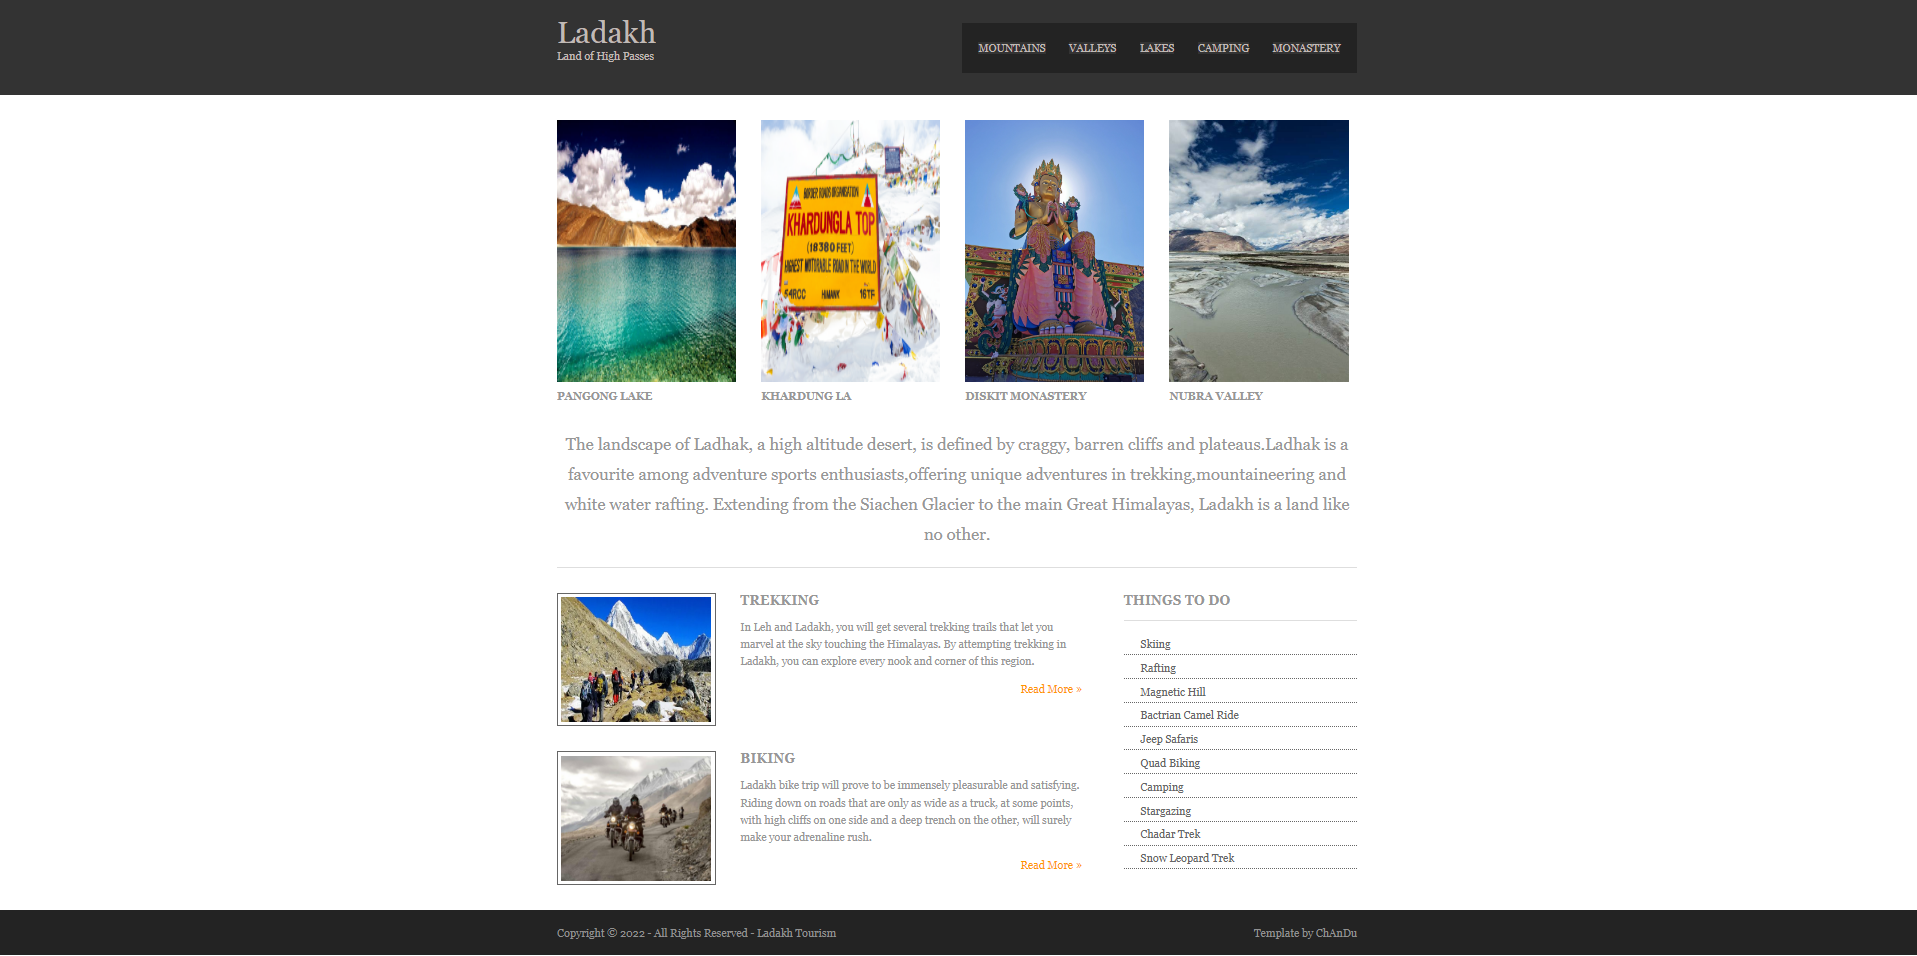 Ladakh
Land of High Passes
MOUNTAINS VALLEYS LAKES CAMPING MONASTERY
BORDER ROADS ORGANISATION
KHARDUNGLA TOP
(18380 FEET)
HIGHEST MOTORABLE ROAD IN THE WORLD
54RCC HIMANK 16TF
PANGONG LAKE
KHARDUNG LA
DISKIT MONASTERY
NUBRA VALLEY
The landscape of Ladhak, a high altitude desert, is defined by craggy, barren cliffs and plateaus.Ladhak is a
favourite among adventure sports enthusiasts,offering unique adventures in trekking,mountaineering and
white water rafting. Extending from the Siachen Glacier to the main Great Himalayas, Ladakh is a land like
no other.
TREKKING
In Leh and Ladakh, you will get several trekking trails that let you
marvel at the sky touching the Himalayas. By attempting trekking in
Ladakh, you can explore every nook and corner of this region.
Read More »
BIKING
Ladakh bike trip will prove to be immensely pleasurable and satisfying.
Riding down on roads that are only as wide as a truck, at some points,
with high cliffs on one side and a deep trench on the other, will surely
make your adrenaline rush.
Read More »
THINGS TO DO
Skiing
Rafting
Magnetic Hill
Bactrian Camel Ride
Jeep Safaris
Quad Biking
Camping
Stargazing
Chadar Trek
Snow Leopard Trek
Copyright © 2022 - All Rights Reserved - Ladakh Tourism
Template by ChAnDu